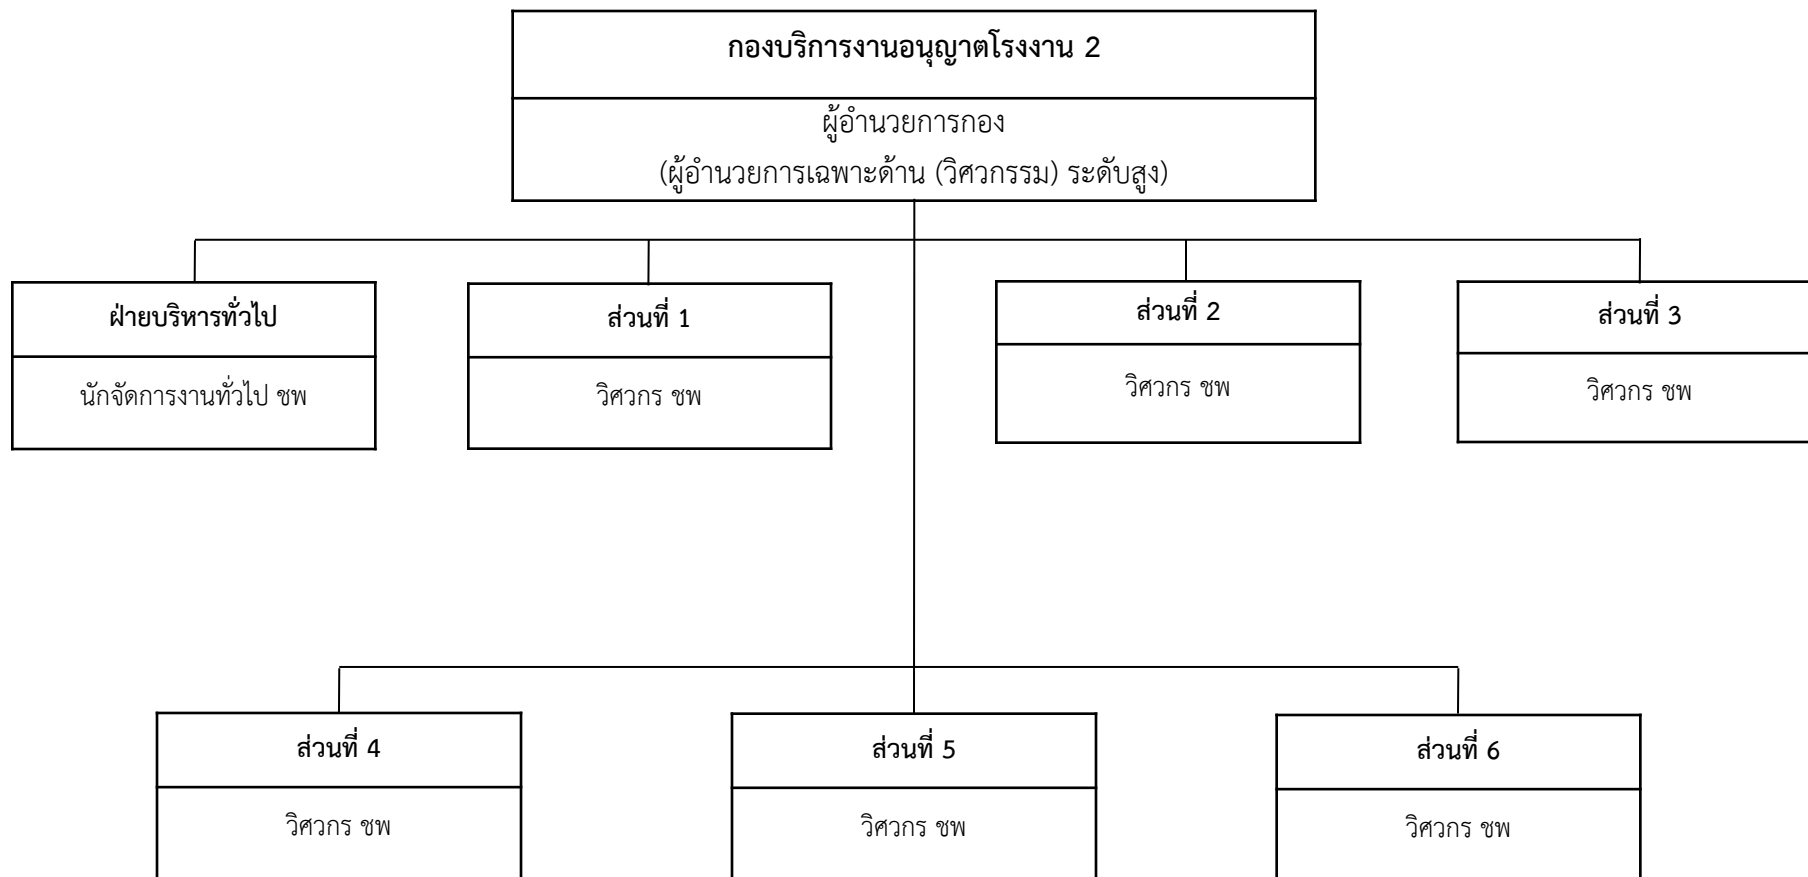 กองบริการงานอนุญาตโรงงาน 2
ผู้อำนวยการกอง
(ผู้อำนวยการเฉพาะด้าน (วิศวกรรม) ระดับสูง)
ฝ่ายบริหารทั่วไป
นักจัดการงานทั่วไป ชพ
ส่วนที่ 1
วิศวกร ชพ
ส่วนที่ 2
วิศวกร ชพ
ส่วนที่ 3
วิศวกร ชพ
ส่วนที่ 4
วิศวกร ชพ
ส่วนที่ 5
วิศวกร ชพ
ส่วนที่ 6
วิศวกร ชพ